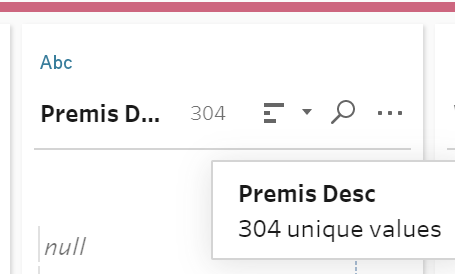 Abc
Premis D... 304
Premis Desc
304 unique values
null